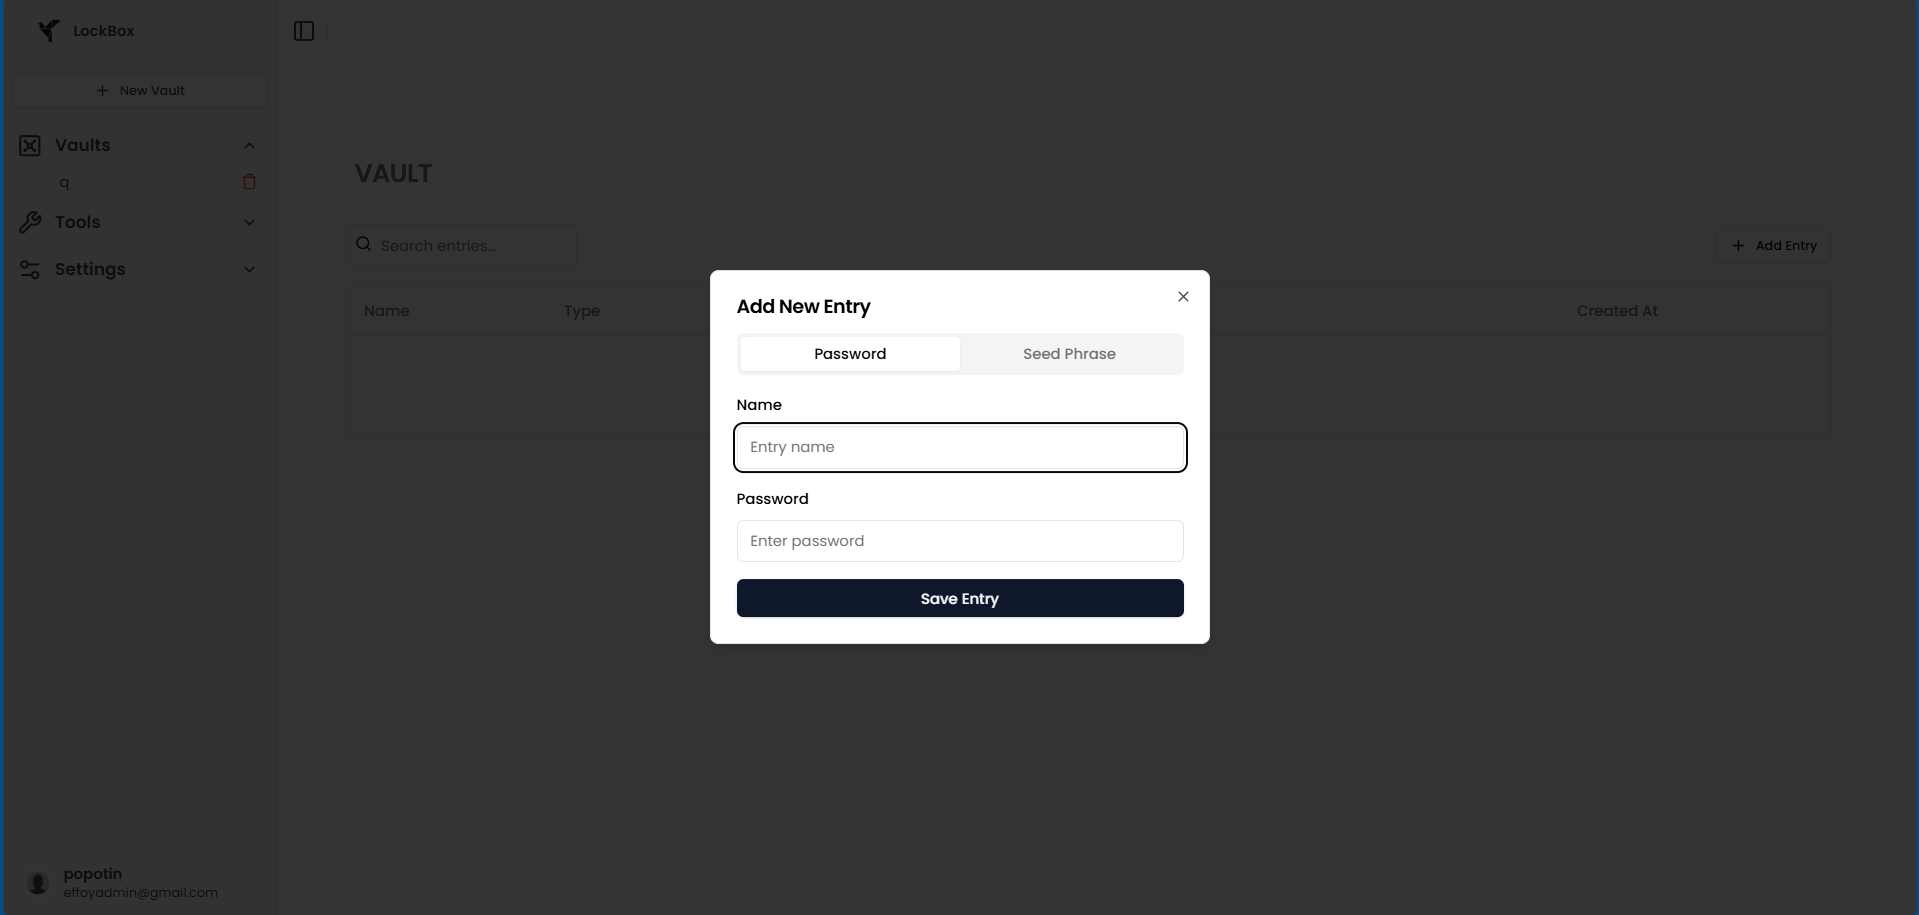 LockBox
New Vault
Vaults
q
Tools
Settings
VAULT
Search entries...
Add Entry
Name
Type
Created At
Add New Entry
Password
Seed Phrase
Name
Entry name
Password
Enter password
Save Entry
popotin
effoyadmin@gmail.com